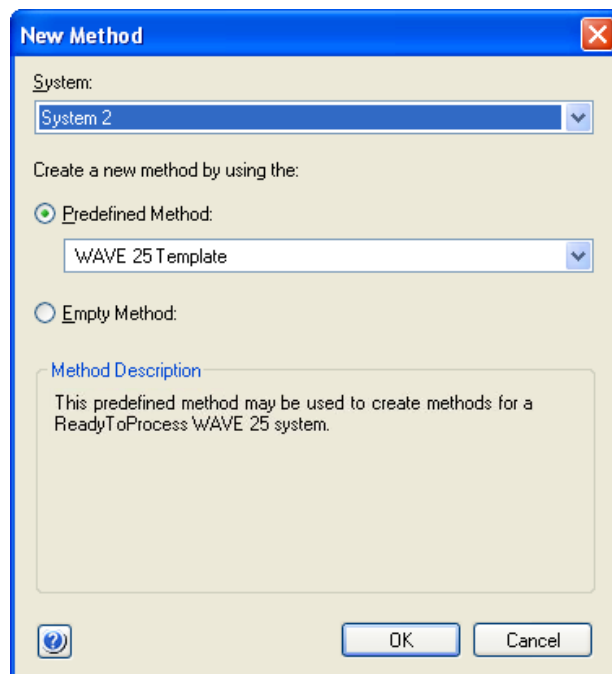 New Method
System:
System 2
Create a new method by using the:
Predefined Method:
WAVE 25 Template
Empty Method:
Method Description
This predefined method may be used to create methods for a
ReadyToProcess WAVE 25 system.
OK
Cancel